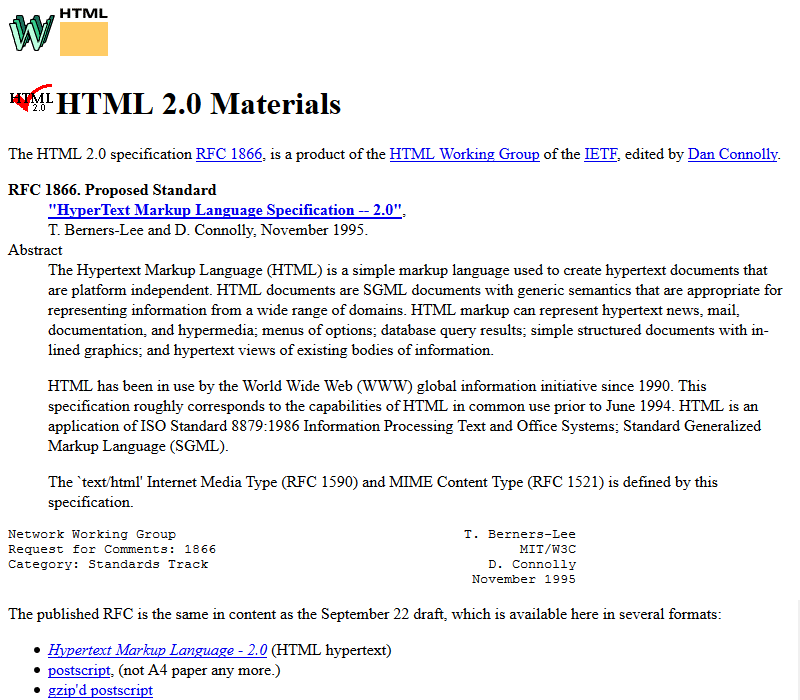 W HTML
HTML 2.0 HTML 2.0 Materials
The HTML 2.0 specification RFC 1866, is a product of the HTML Working Group of the IETF, edited by Dan Connolly.
RFC 1866. Proposed Standard
"HyperText Markup Language Specification -- 2.0",
T. Berners-Lee and D. Connolly, November 1995.
Abstract
The Hypertext Markup Language (HTML) is a simple markup language used to create hypertext documents that
are platform independent. HTML documents are SGML documents with generic semantics that are appropriate for
representing information from a wide range of domains. HTML markup can represent hypertext news, mail,
documentation, and hypermedia; menus of options; database query results; simple structured documents with in-
lined graphics; and hypertext views of existing bodies of information.
HTML has been in use by the World Wide Web (WWW) global information initiative since 1990. This
specification roughly corresponds to the capabilities of HTML in common use prior to June 1994. HTML is an
application of ISO Standard 8879:1986 Information Processing Text and Office Systems; Standard Generalized
Markup Language (SGML).
The `text/html' Internet Media Type (RFC 1590) and MIME Content Type (RFC 1521) is defined by this
specification.
Network Working Group T. Berners-Lee
Request for Comments: 1866 MIT/W3C
Category: Standards Track D. Connolly
November 1995
The published RFC is the same in content as the September 22 draft, which is available here in several formats:
• Hypertext Markup Language - 2.0 (HTML hypertext)
• postscript, (not A4 paper any more.)
• gzip'd postscript